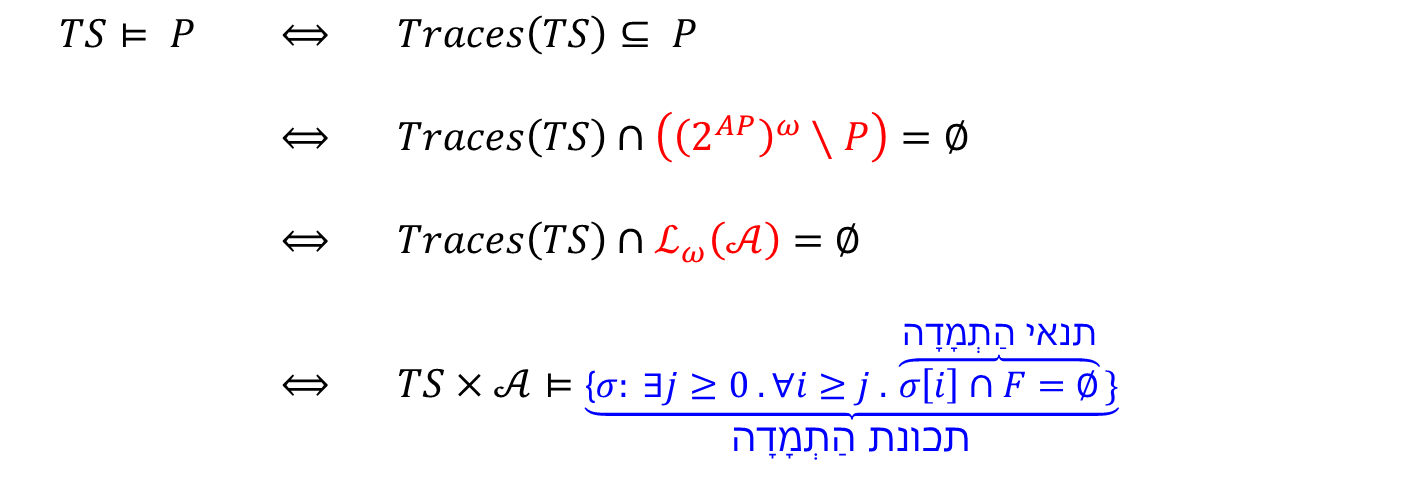 TS ⊨ P ⟺ Traces(TS) ⊆ P
⟺ Traces(TS) ∩ ((2^AP)^ω ∖ P) = ∅
⟺ Traces(TS) ∩ ℒ_ω(𝒜) = ∅
תנאי הַתְמָדָה
⟺ TS × 𝒜 ⊨ {σ: ∃j ≥ 0 . ∀i ≥ j . σ[i] ∩ F = ∅}
תכונת הַתְמָדָה